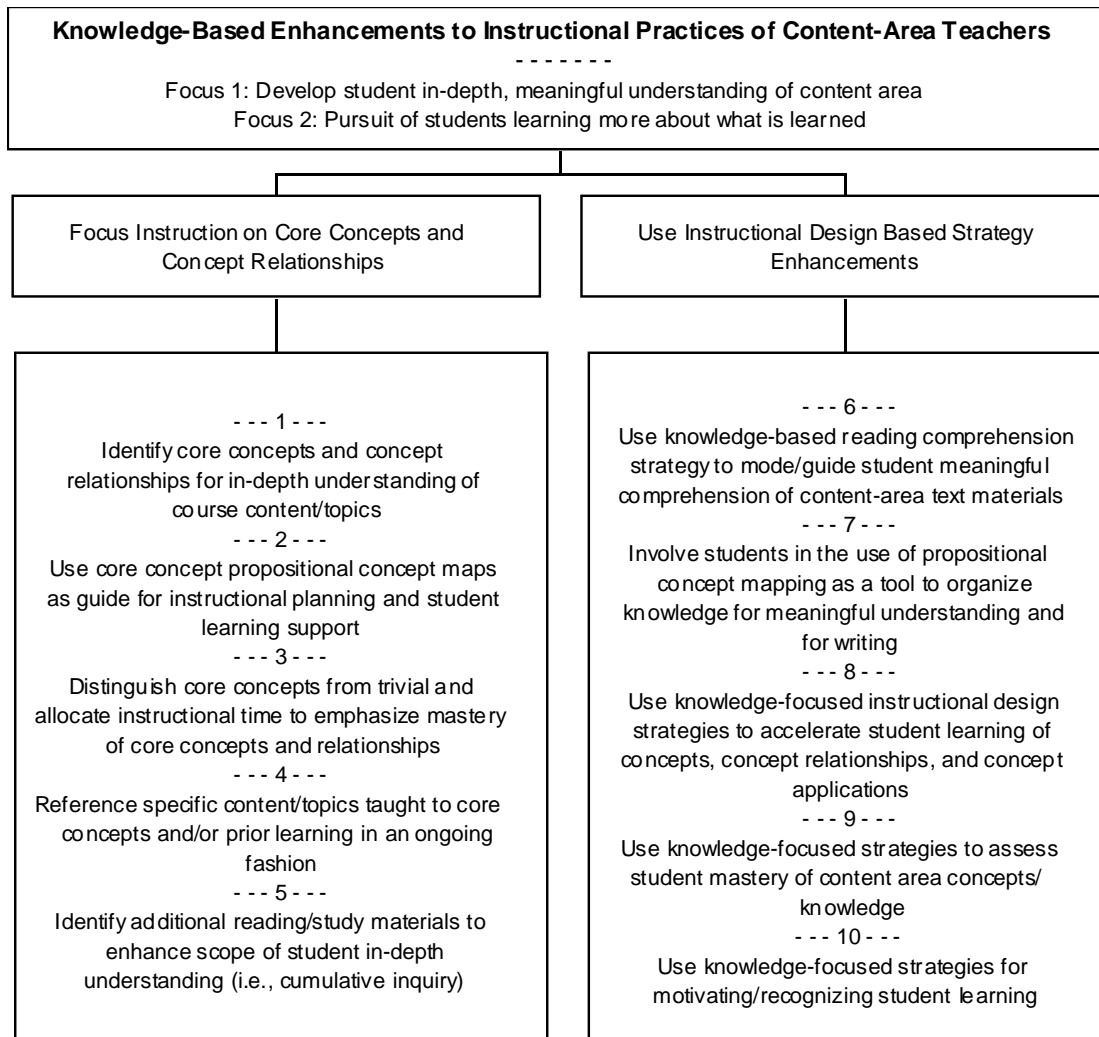 Knowledge-Based Enhancements to Instructional Practices of Content-Area Teachers
- - - - - - -
Focus 1: Develop student in-depth, meaningful understanding of content area
Focus 2: Pursuit of students learning more about what is learned
Focus Instruction on Core Concepts and
Concept Relationships
Use Instructional Design Based Strategy
Enhancements
- - - 1 - - -
Identify core concepts and concept
relationships for in-depth understanding of
course content/topics
- - - 2 - - -
Use core concept propositional concept maps
as guide for instructional planning and student
learning support
- - - 3 - - -
Distinguish core concepts from trivial and
allocate instructional time to emphasize mastery
of core concepts and relationships
- - - 4 - - -
Reference specific content/topics taught to core
concepts and/or prior learning in an ongoing
fashion
- - - 5 - - -
Identify additional reading/study materials to
enhance scope of student in-depth
understanding (i.e., cumulative inquiry)
- - - 6 - - -
Use knowledge-based reading comprehension
strategy to mode/guide student meaningful
comprehension of content-area text materials
- - - 7 - - -
Involve students in the use of propositional
concept mapping as a tool to organize
knowledge for meaningful understanding and
for writing
- - - 8 - - -
Use knowledge-focused instructional design
strategies to accelerate student learning of
concepts, concept relationships, and concept
applications
- - - 9 - - -
Use knowledge-focused strategies to assess
student mastery of content area concepts/
knowledge
- - - 10 - - -
Use knowledge-focused strategies for
motivating/recognizing student learning